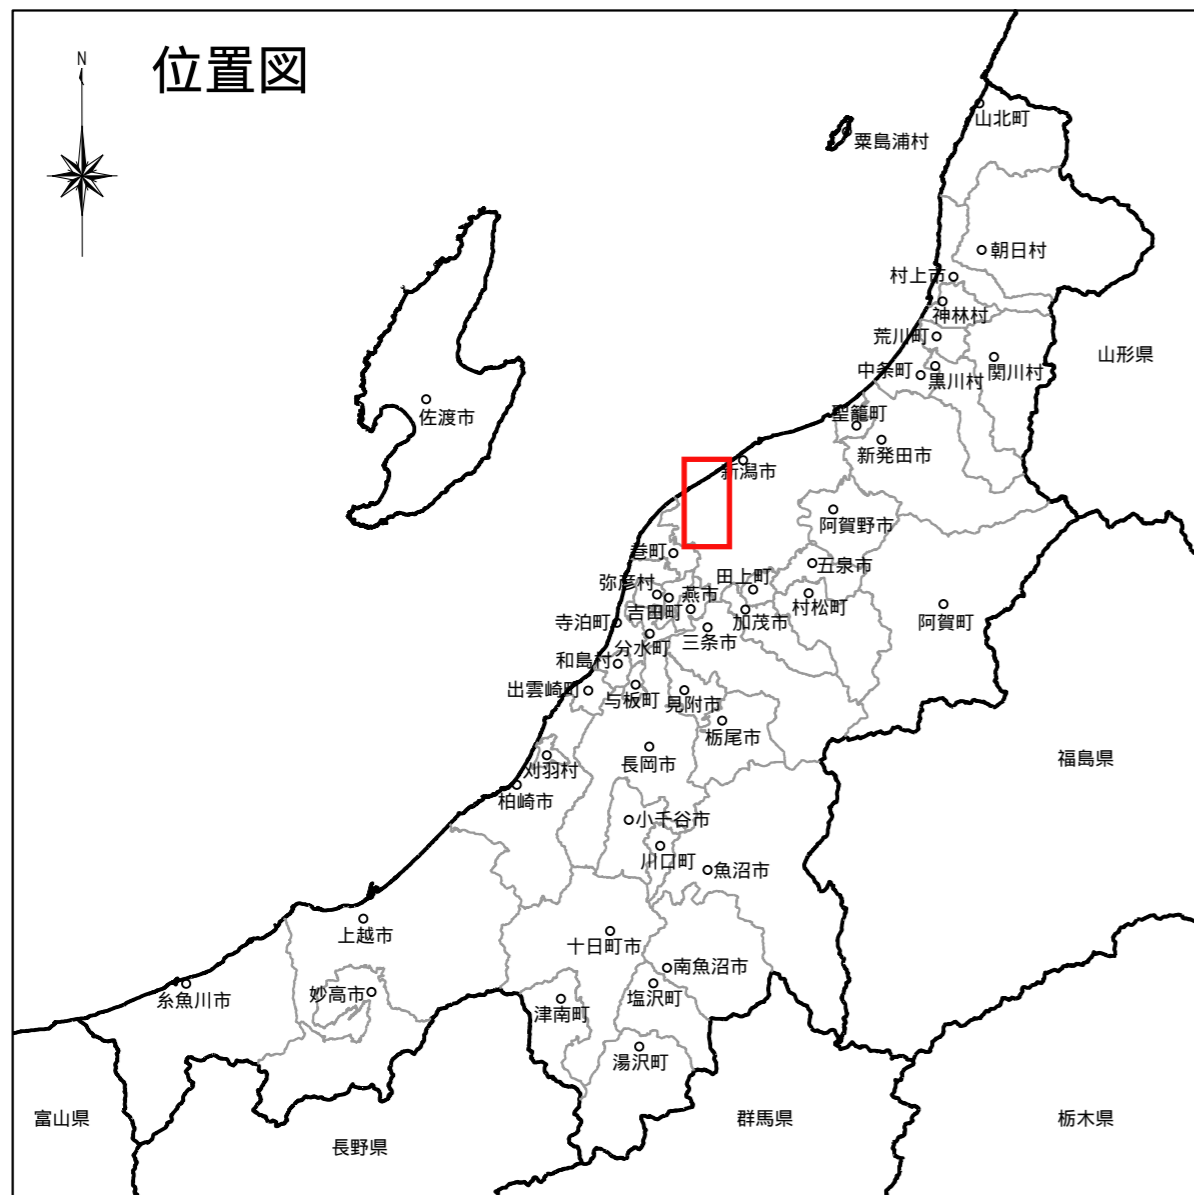 位置図
N
山北町
粟島浦村
朝日村
村上市
神林村
荒川町
山形県
関川村
中条町
黒川村
佐渡市
聖籠町
新発田市
新潟市
阿賀野市
巻町
五泉市
田上町
弥彦村
燕市
村松町
吉田町
加茂市
阿賀町
寺泊町
三条市
分水町
和島村
出雲崎町
与板町
見附市
栃尾市
長岡市
福島県
刈羽村
柏崎市
小千谷市
川口町
魚沼市
上越市
十日町市
南魚沼市
妙高市
塩沢町
糸魚川市
津南町
湯沢町
富山県
群馬県
栃木県
長野県